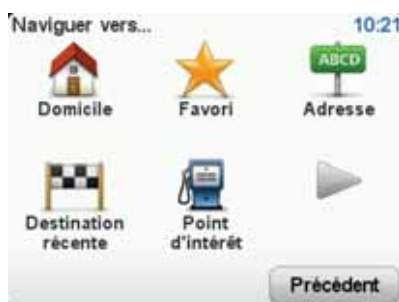 Naviguer vers...
10:21
ABCD
Domicile
Favori
Adresse
Destination
récente
Point
d'intérêt
Précédent